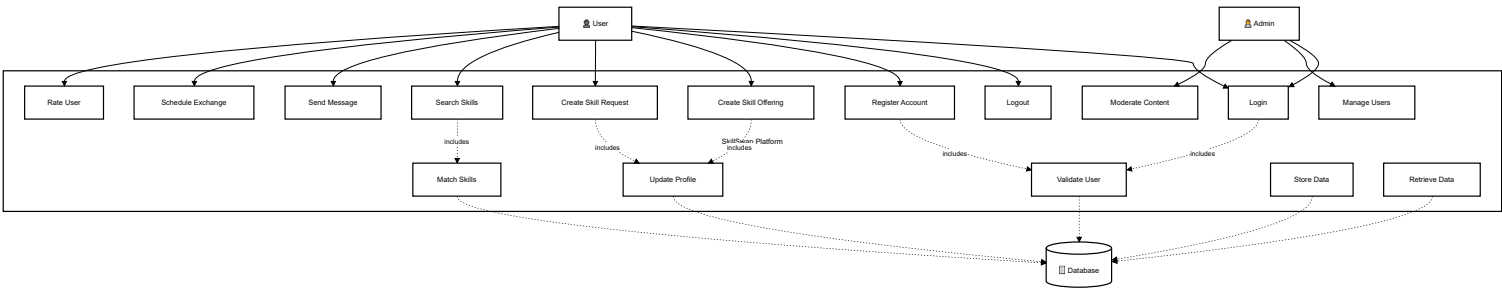 User
Admin
Rate User
Schedule Exchange
Send Message
Search Skills
Create Skill Request
Create Skill Offering
Register Account
Logout
Moderate Content
Login
Manage Users
SkillSwap Platform
includes
includes
includes
includes
includes
Match Skills
Update Profile
Validate User
Store Data
Retrieve Data
Database